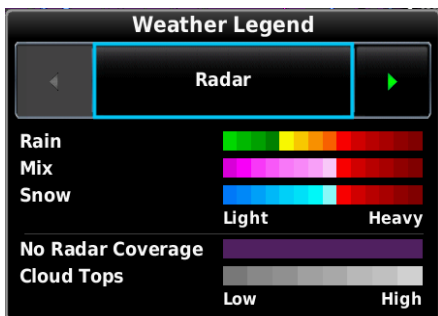 Weather Legend
Radar
Rain
Mix
Snow
Light Heavy
No Radar Coverage
Cloud Tops
Low High